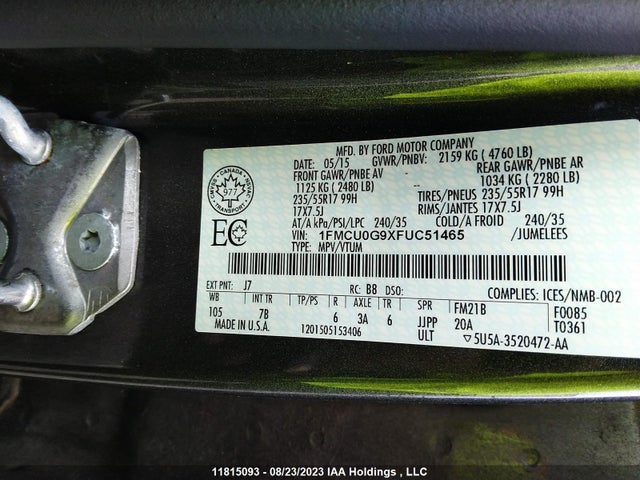 MFD. BY FORD MOTOR COMPANY
05/15 GVWR/PNBV: 2159 KG ( 4760 LB)
FRONT GAWR/PNBE AV REAR GAWR/PNBE AR
1125 KG ( 2480 LB) -- 1034 KG ( 2280 LB)
235/55R17 99H TIRES/PNEUS 235/55R17 99H
17X7.5J RIMS/JANTES 17X7.5J
AT/A kPa/PSI/LPC 240/35 COLD/A FROID 240/35
VIN: 1FMCU0G9XFUC51465 /JUMELEES
TYPE: MPV/VTUM
CANADA
977
TRANSPORT
EC
EXT PNT: J7 RC: B8 DSO: COMPLIES: ICES/NMB-002
WB INT TR TP/PS R AXLE TR SPR FM21B F0085
105 7B 6 3A 6 JJPP 20A T0361
MADE IN U.S.A. 1201505153406 ULT ▽5U5A-3520472-AA
11815093 - 08/23/2023 IAA Holdings , LLC